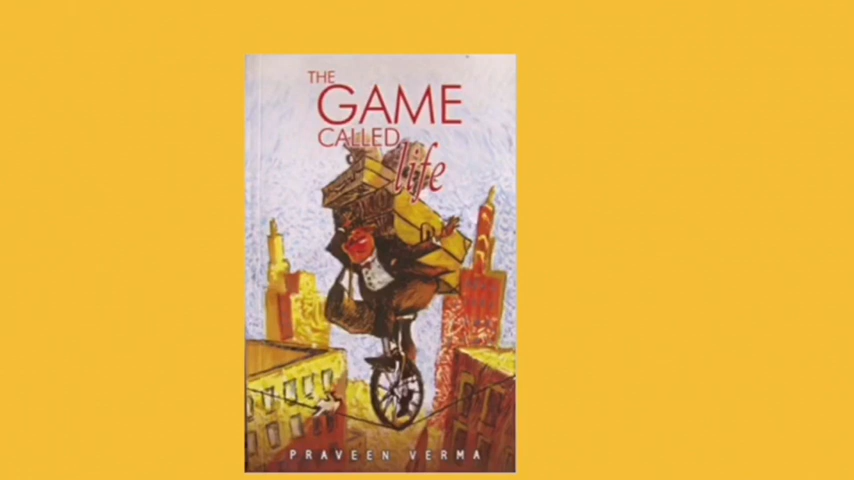 THE
GAME
CALLED
life
PRAVEEN VERMA